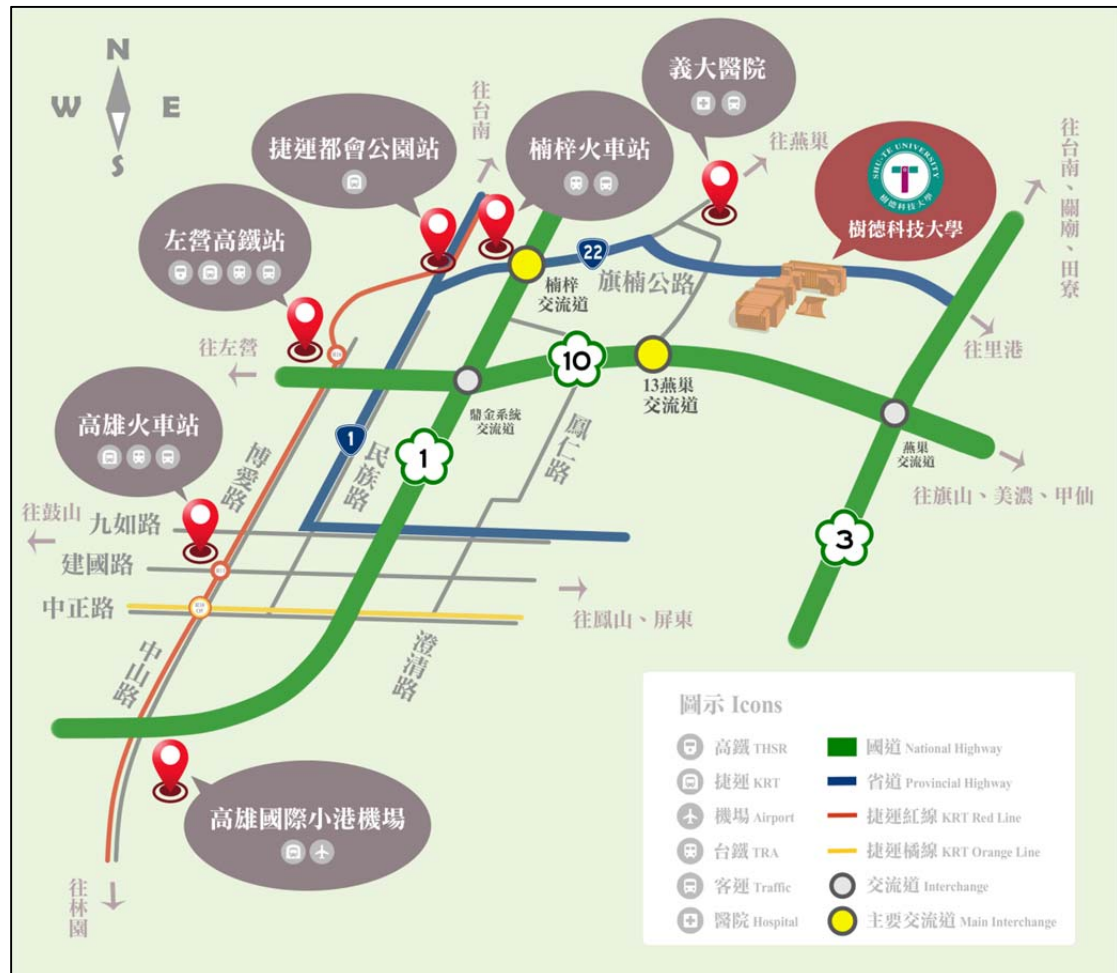 N
W E
S
往台南
捷運都會公園站
楠梓火車站
義大醫院
往燕巢
SHU-TE UNIVERSITY
樹德科技大學
樹德科技大學
往台南、關廟、田寮
左營高鐵站
22
旗楠公路
楠梓
交流道
往里港
往左營
10
13燕巢
交流道
鼎金系統
交流道
燕巢
交流道
往旗山、美濃、甲仙
高雄火車站
博愛路
1
民族路
1
鳳仁路
3
往鼓山
九如路
建國路
中正路
往鳳山、屏東
中山路
澄清路
高雄國際小港機場
往林園
圖示 Icons
高鐵 THSR
國道 National Highway
捷運 KRT
省道 Provincial Highway
機場 Airport
捷運紅線 KRT Red Line
台鐵 TRA
捷運橘線 KRT Orange Line
客運 Traffic
交流道 Interchange
醫院 Hospital
主要交流道 Main Interchange